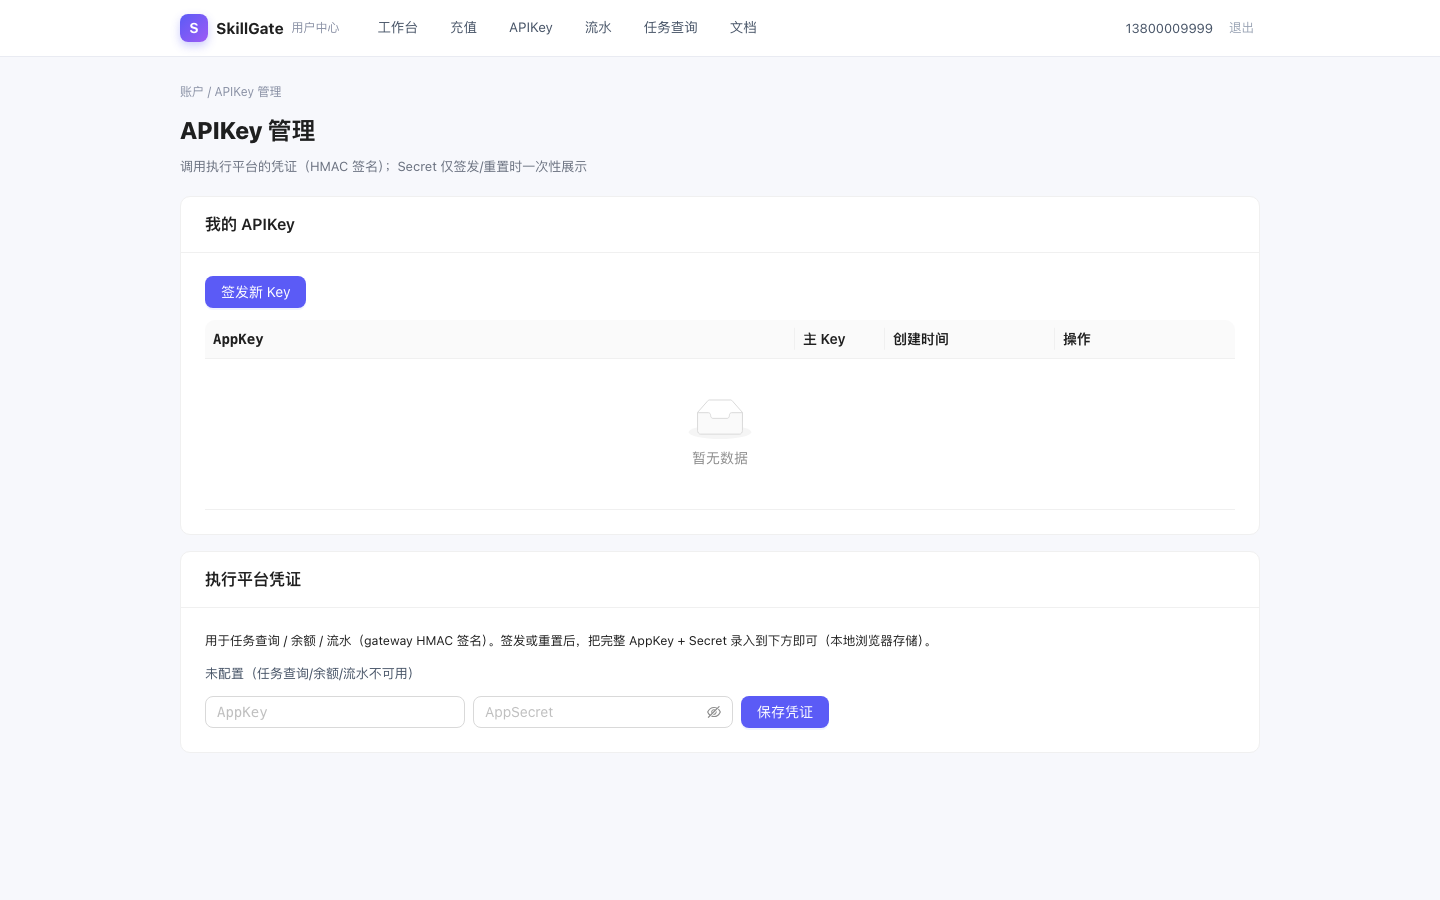 S SkillGate 用户中心 工作台 充值 APIKey 流水 任务查询 文档 13800009999 退出
账户 / APIKey 管理
APIKey 管理
调用执行平台的凭证（HMAC 签名）；Secret 仅签发/重置时一次性展示
我的 APIKey
签发新 Key
AppKey 主 Key 创建时间 操作
暂无数据
执行平台凭证
用于任务查询 / 余额 / 流水（gateway HMAC 签名）。签发或重置后，把完整 AppKey + Secret 录入到下方即可（本地浏览器存储）。
未配置（任务查询/余额/流水不可用）
AppKey AppSecret 保存凭证